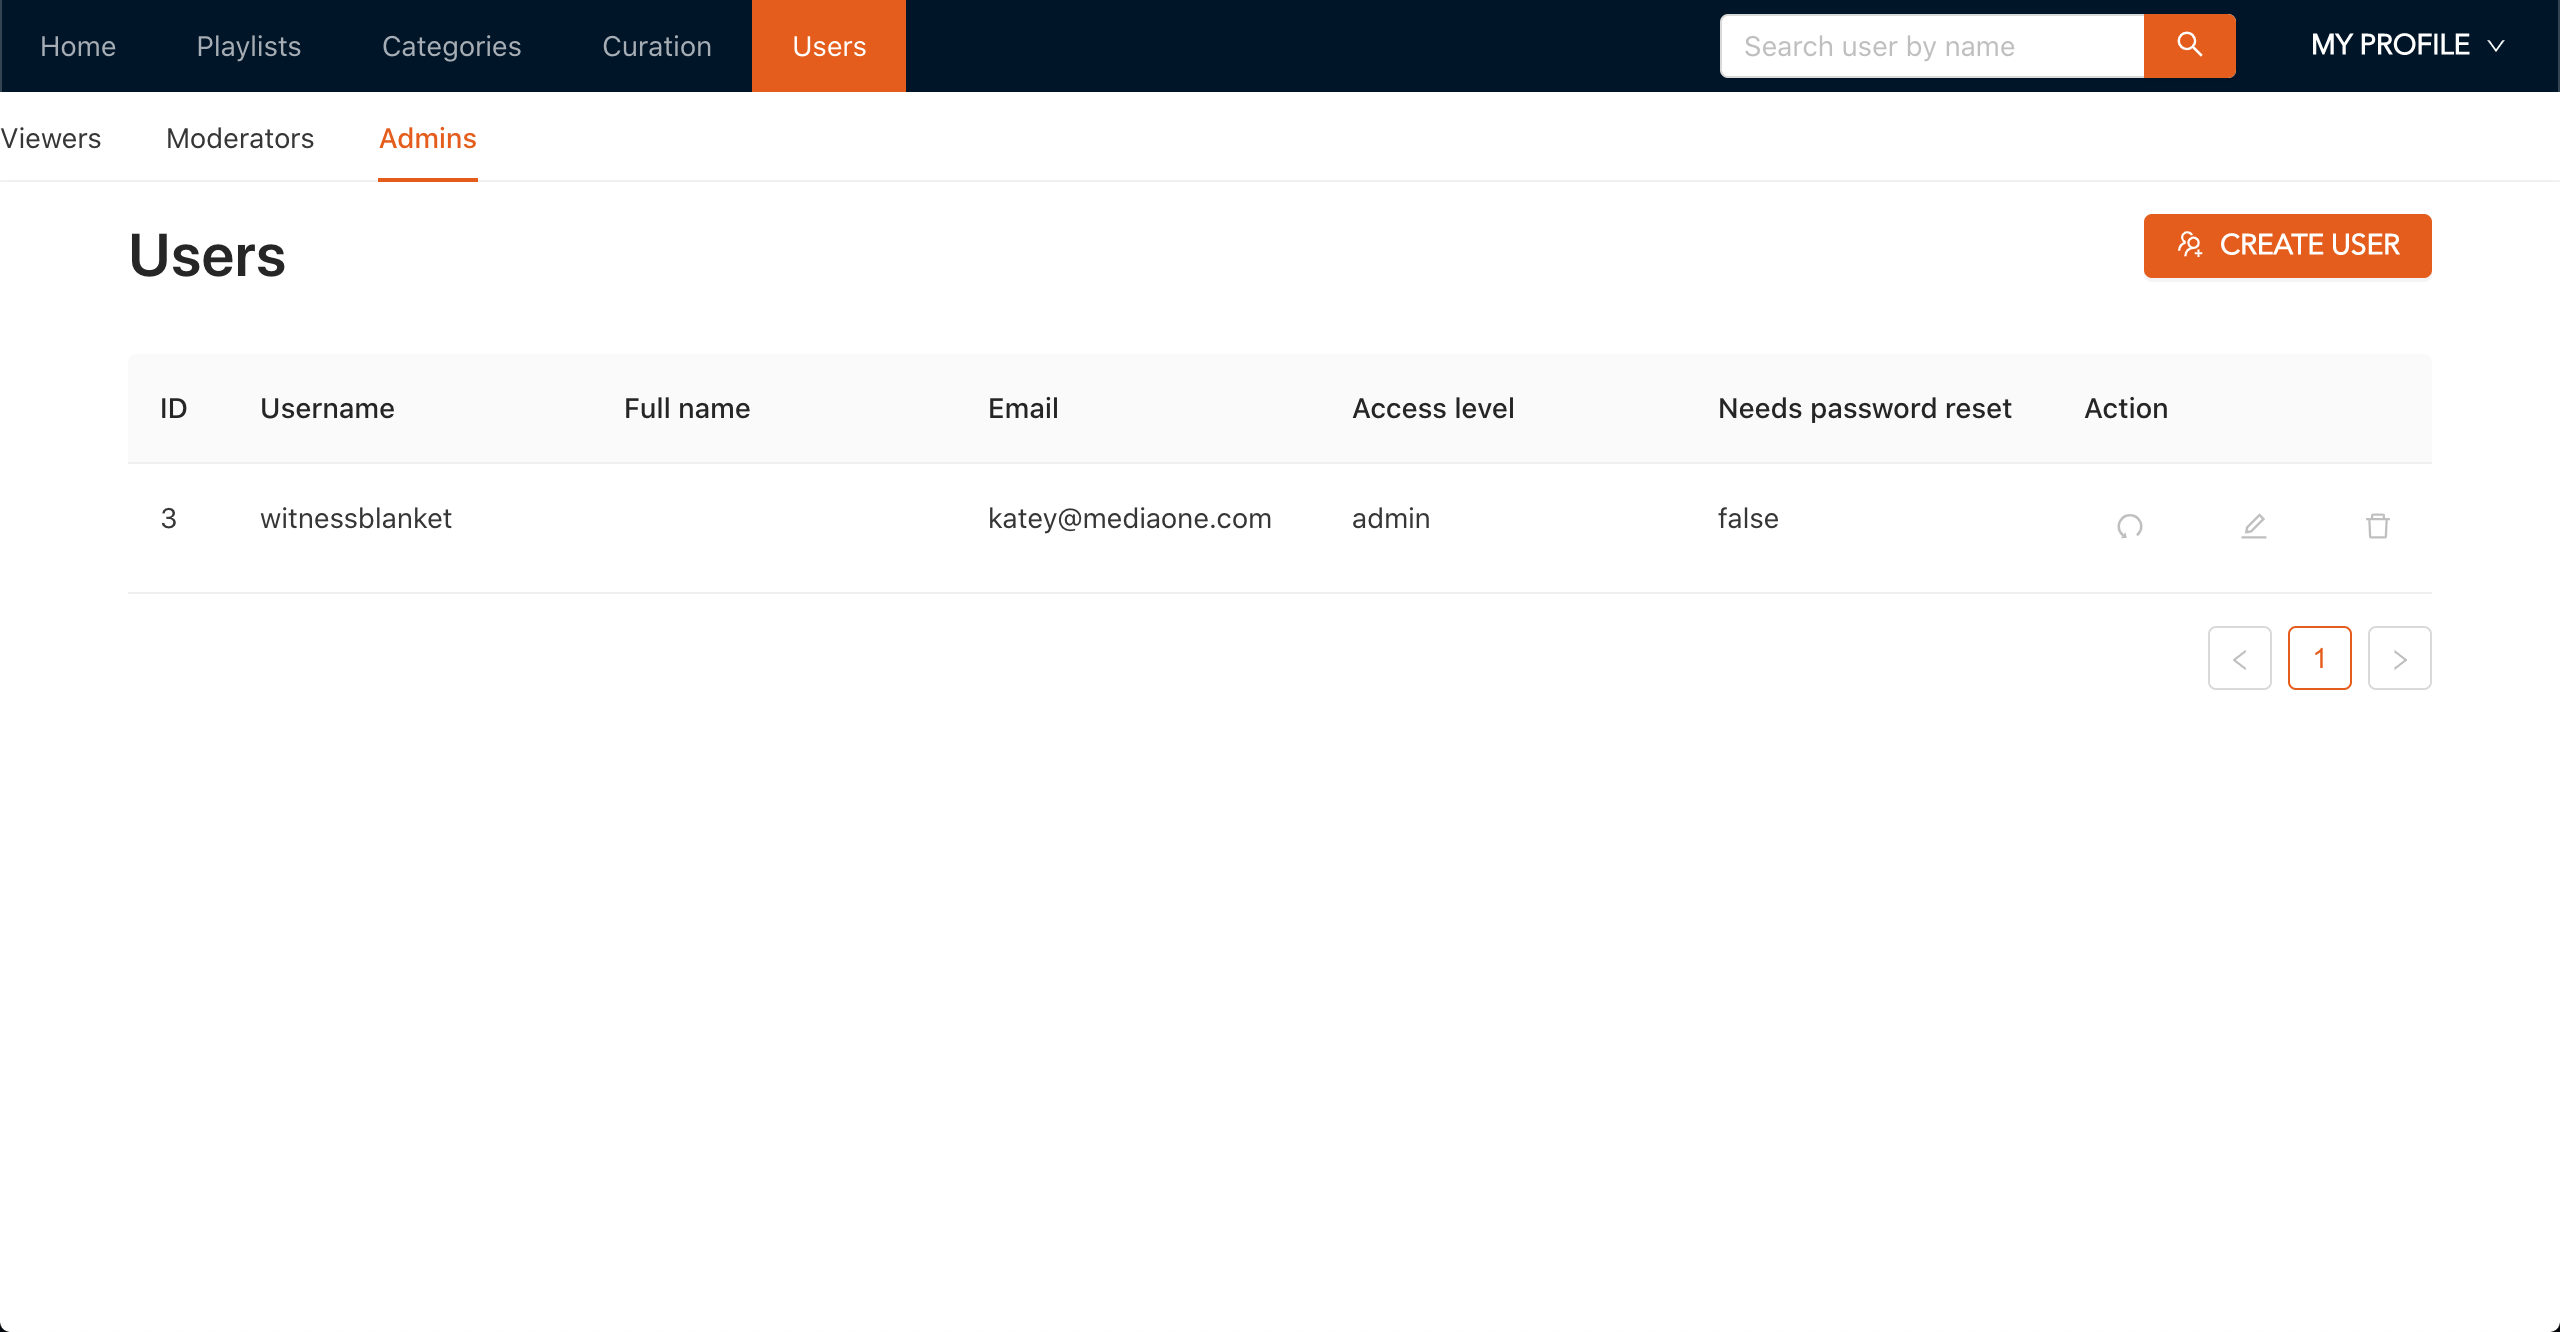 Home Playlists Categories Curation Users Search user by name MY PROFILE
Viewers Moderators Admins
Users
CREATE USER
ID Username Full name Email Access level Needs password reset Action
3 witnessblanket katey@mediaone.com admin false
1